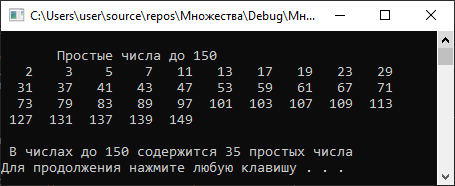 C:\Users\user\source\repos\Множества\Debug\Мн...
Простые числа до 150
2 3 5 7 11 13 17 19 23 29
31 37 41 43 47 53 59 61 67 71
73 79 83 89 97 101 103 107 109 113
127 131 137 139 149
В числах до 150 содержится 35 простых числа
Для продолжения нажмите любую клавишу . . .